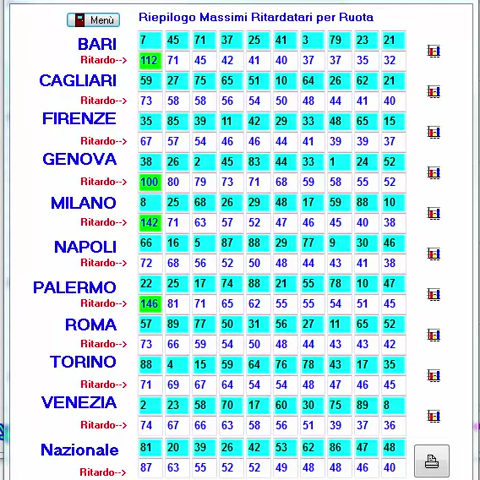 Menù
Riepilogo Massimi Ritardatari per Ruota
BARI 7 45 71 37 25 41 3 79 23 21
Ritardo--> 112 71 45 42 41 40 37 37 35 32
CAGLIARI 59 27 75 65 51 10 64 26 62 21
Ritardo--> 73 58 58 56 54 50 48 44 41 40
FIRENZE 35 85 39 11 42 29 33 48 65 15
Ritardo--> 67 57 54 46 46 44 41 39 39 37
GENOVA 38 26 2 45 83 44 33 1 24 52
Ritardo--> 100 80 79 73 71 68 59 58 55 52
MILANO 8 25 68 26 29 48 17 59 88 10
Ritardo--> 142 71 63 57 52 47 46 45 40 38
NAPOLI 66 16 5 87 88 29 77 9 30 46
Ritardo--> 72 68 56 52 50 48 44 43 41 38
PALERMO 22 25 17 74 88 21 55 78 10 47
Ritardo--> 146 81 71 65 62 55 55 54 51 45
ROMA 57 89 77 50 31 56 27 11 65 52
Ritardo--> 73 66 59 54 50 48 44 43 43 42
TORINO 88 4 15 59 64 76 78 43 17 35
Ritardo--> 71 69 67 64 54 54 48 47 46 45
VENEZIA 2 23 58 70 17 60 30 75 89 8
Ritardo--> 74 67 66 63 58 56 51 39 37 36
Nazionale 81 20 39 26 42 53 62 86 47 48
Ritardo--> 87 63 55 52 52 49 48 48 46 40